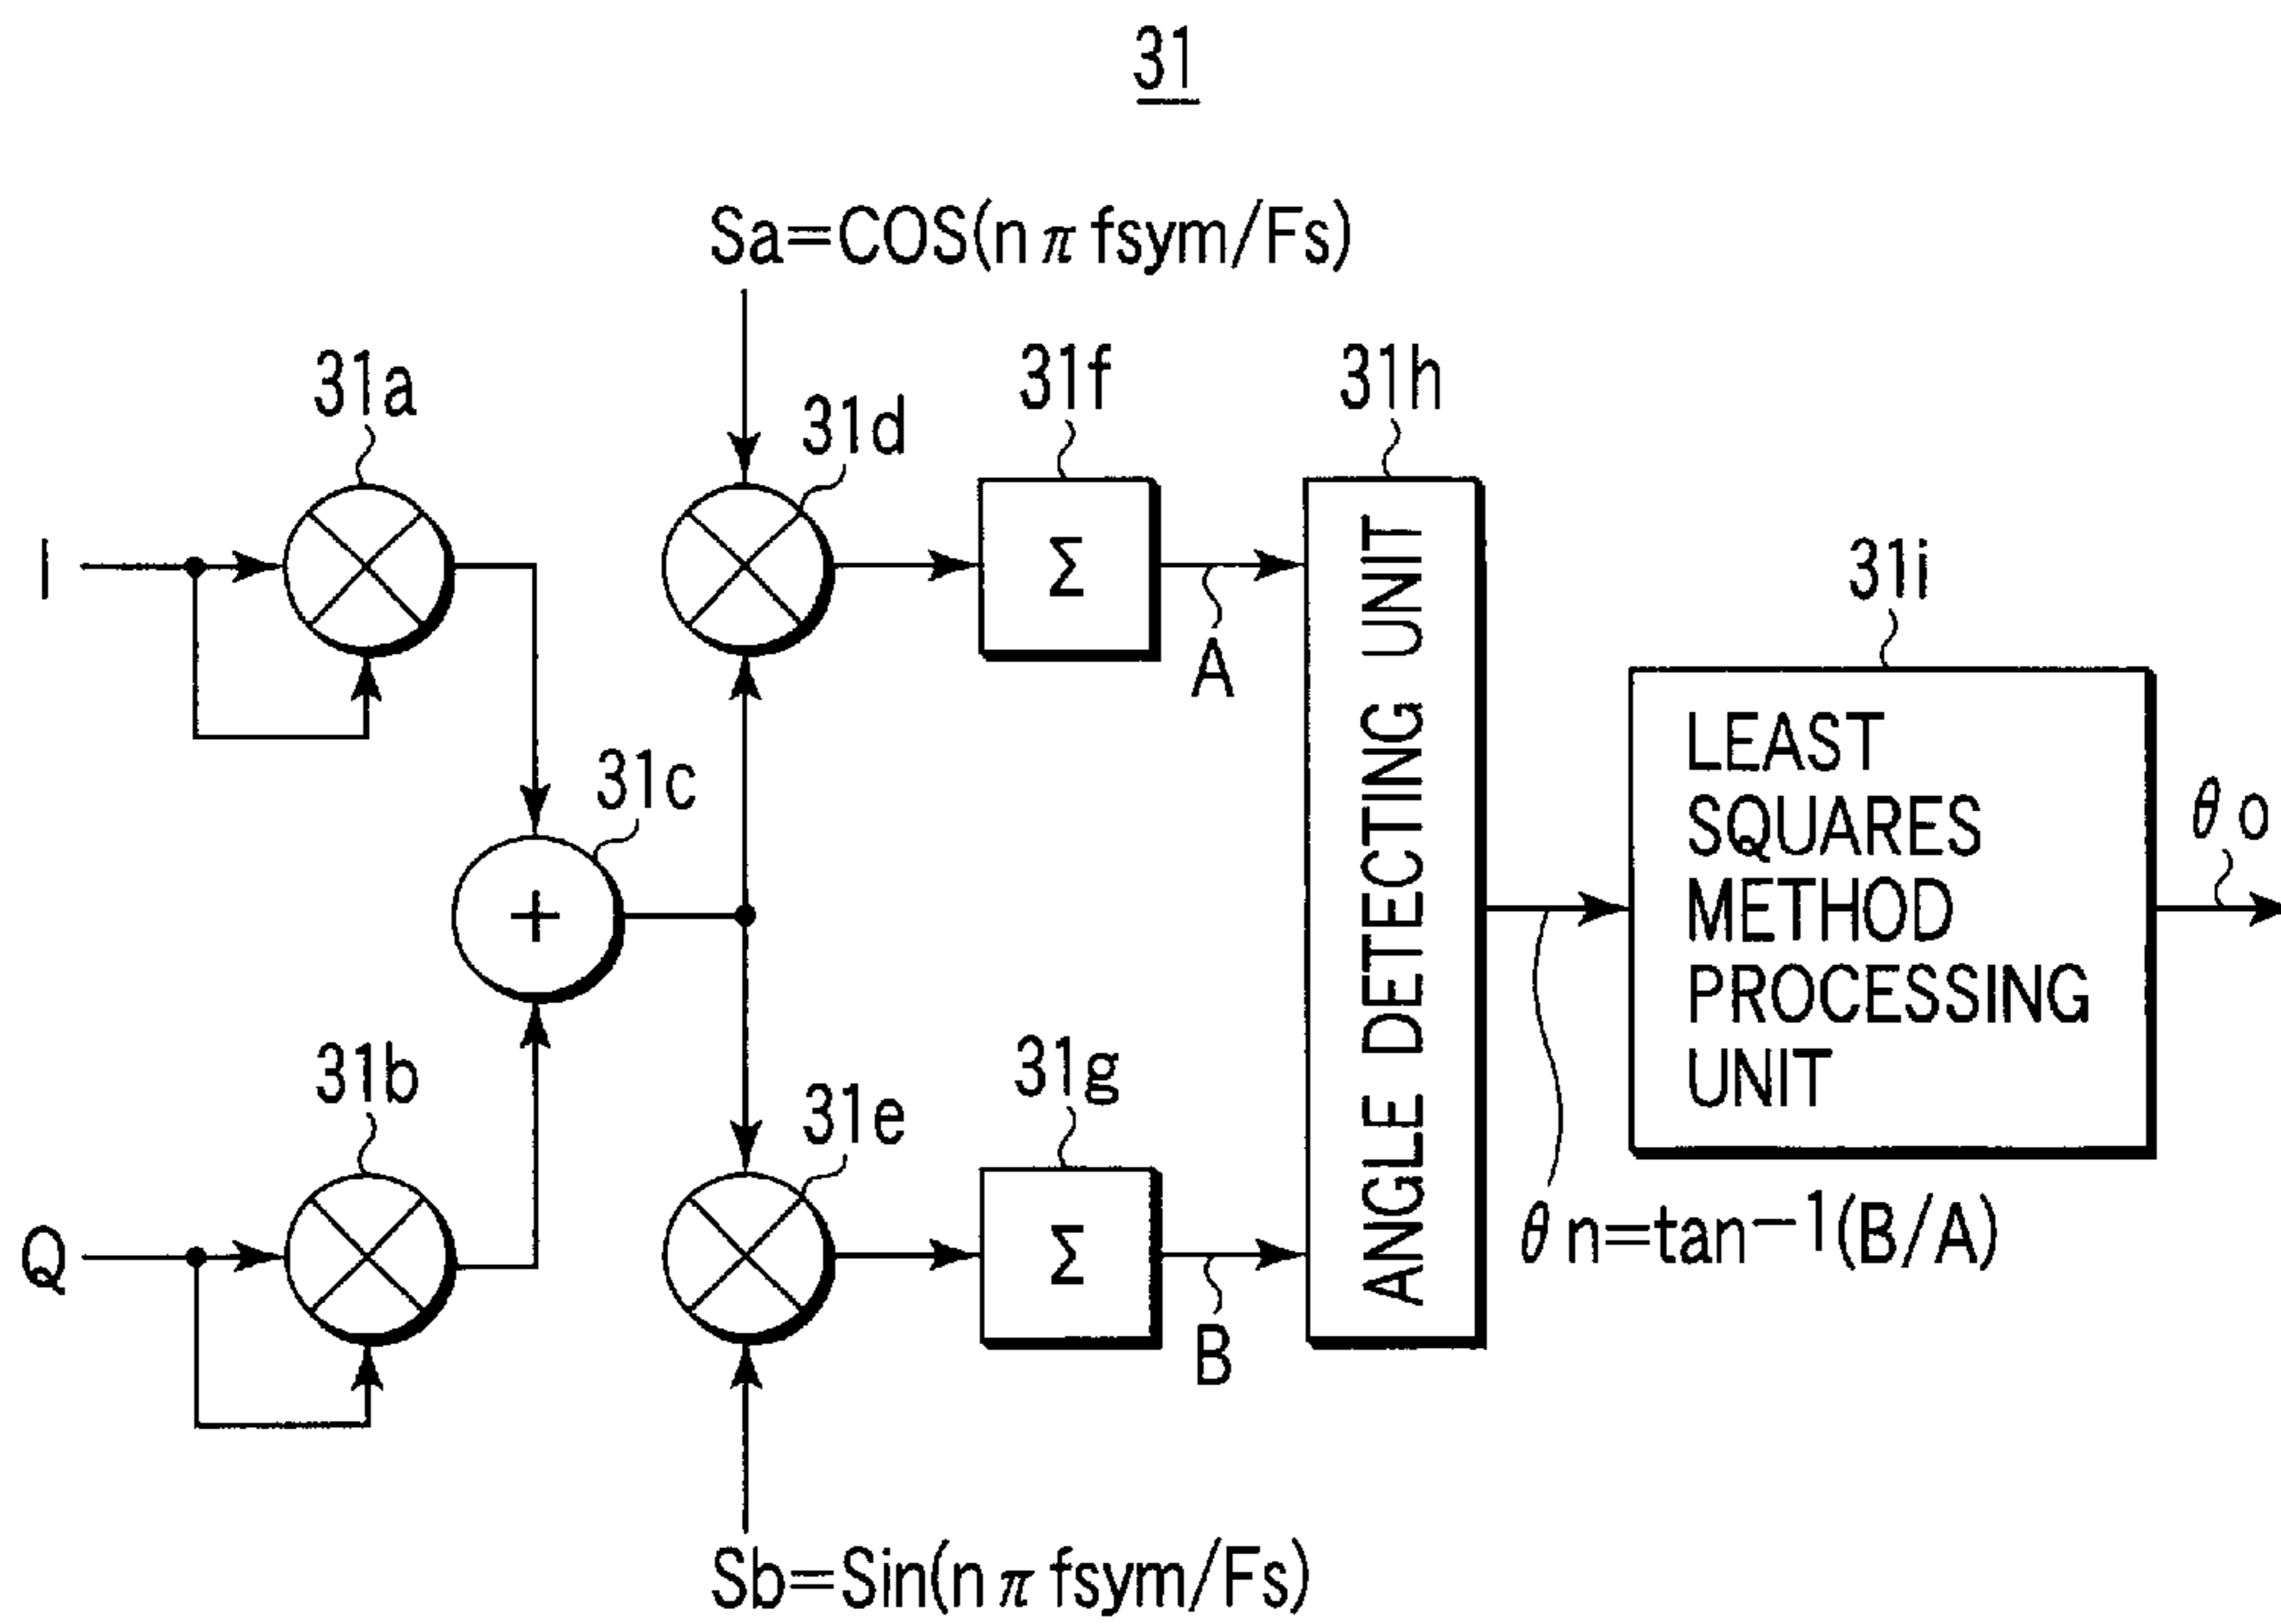 31
Sa=COS(nπfsym/Fs)
31a
31d
31f
31h
31i
I
Σ
A
ANGLE DETECTING UNIT
LEAST
SQUARES
METHOD
PROCESSING
UNIT
θo
31c
+
31b
31e
31g
Q
Σ
B
θn=tan−1(B/A)
Sb=Sin(nπfsym/Fs)